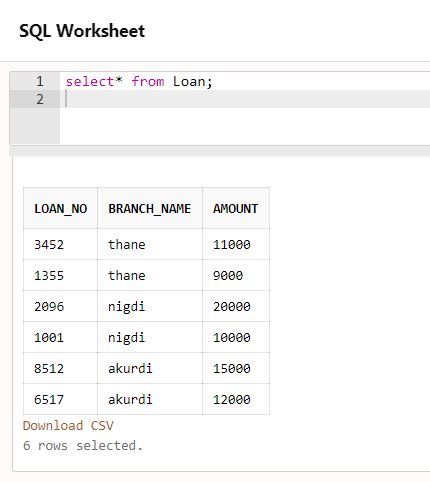 SQL Worksheet
1 select* from Loan;
2
LOAN_NO BRANCH_NAME AMOUNT
3452 thane 11000
1355 thane 9000
2096 nigdi 20000
1001 nigdi 10000
8512 akurdi 15000
6517 akurdi 12000
Download CSV
6 rows selected.